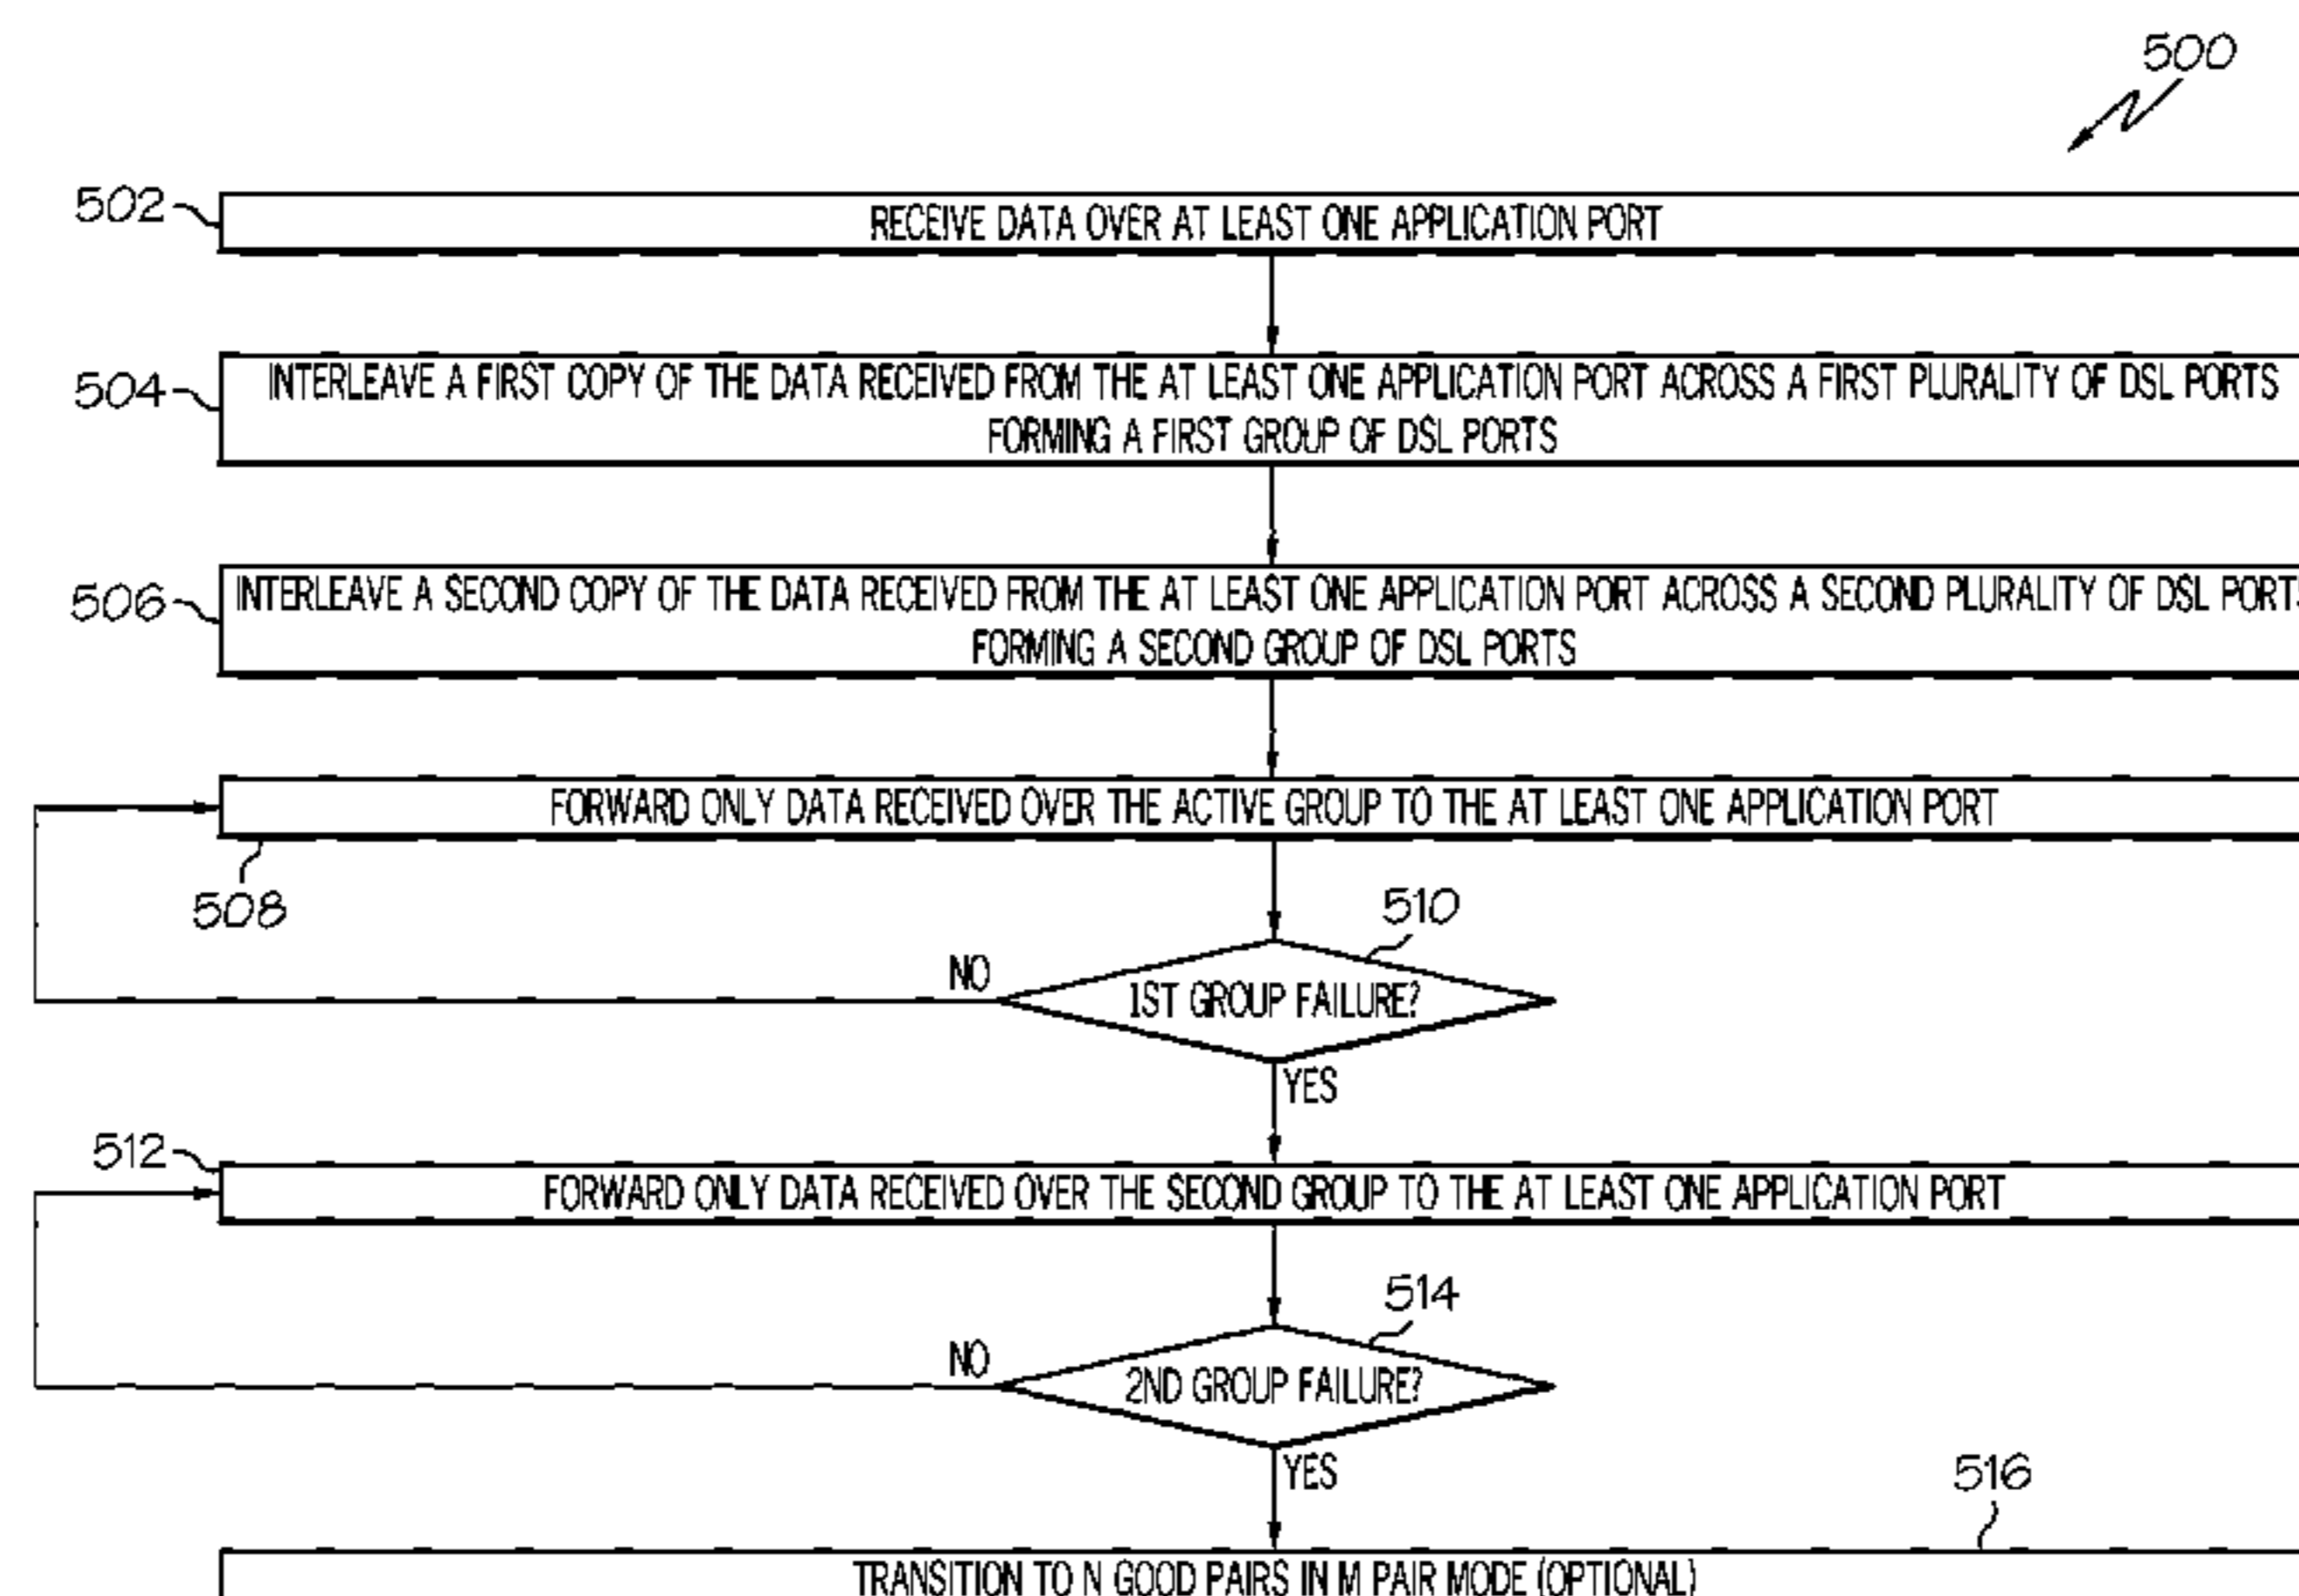 500
502
RECEIVE DATA OVER AT LEAST ONE APPLICATION PORT
504
INTERLEAVE A FIRST COPY OF THE DATA RECEIVED FROM THE AT LEAST ONE APPLICATION PORT ACROSS A FIRST PLURALITY OF DSL PORTS
FORMING A FIRST GROUP OF DSL PORTS
506
INTERLEAVE A SECOND COPY OF THE DATA RECEIVED FROM THE AT LEAST ONE APPLICATION PORT ACROSS A SECOND PLURALITY OF DSL PORTS
FORMING A SECOND GROUP OF DSL PORTS
FORWARD ONLY DATA RECEIVED OVER THE ACTIVE GROUP TO THE AT LEAST ONE APPLICATION PORT
508
510
NO
1ST GROUP FAILURE?
YES
512
FORWARD ONLY DATA RECEIVED OVER THE SECOND GROUP TO THE AT LEAST ONE APPLICATION PORT
514
NO
2ND GROUP FAILURE?
YES
516
TRANSITION TO N GOOD PAIRS IN M PAIR MODE (OPTIONAL)